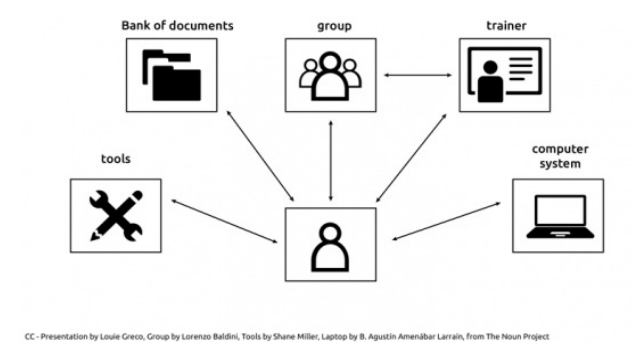 Bank of documents
group
trainer
tools
computer
system
CC - Presentation by Louie Greco, Group by Lorenzo Baldini, Tools by Shane Miller, Laptop by B. Agustín Amenábar Larraín, from The Noun Project